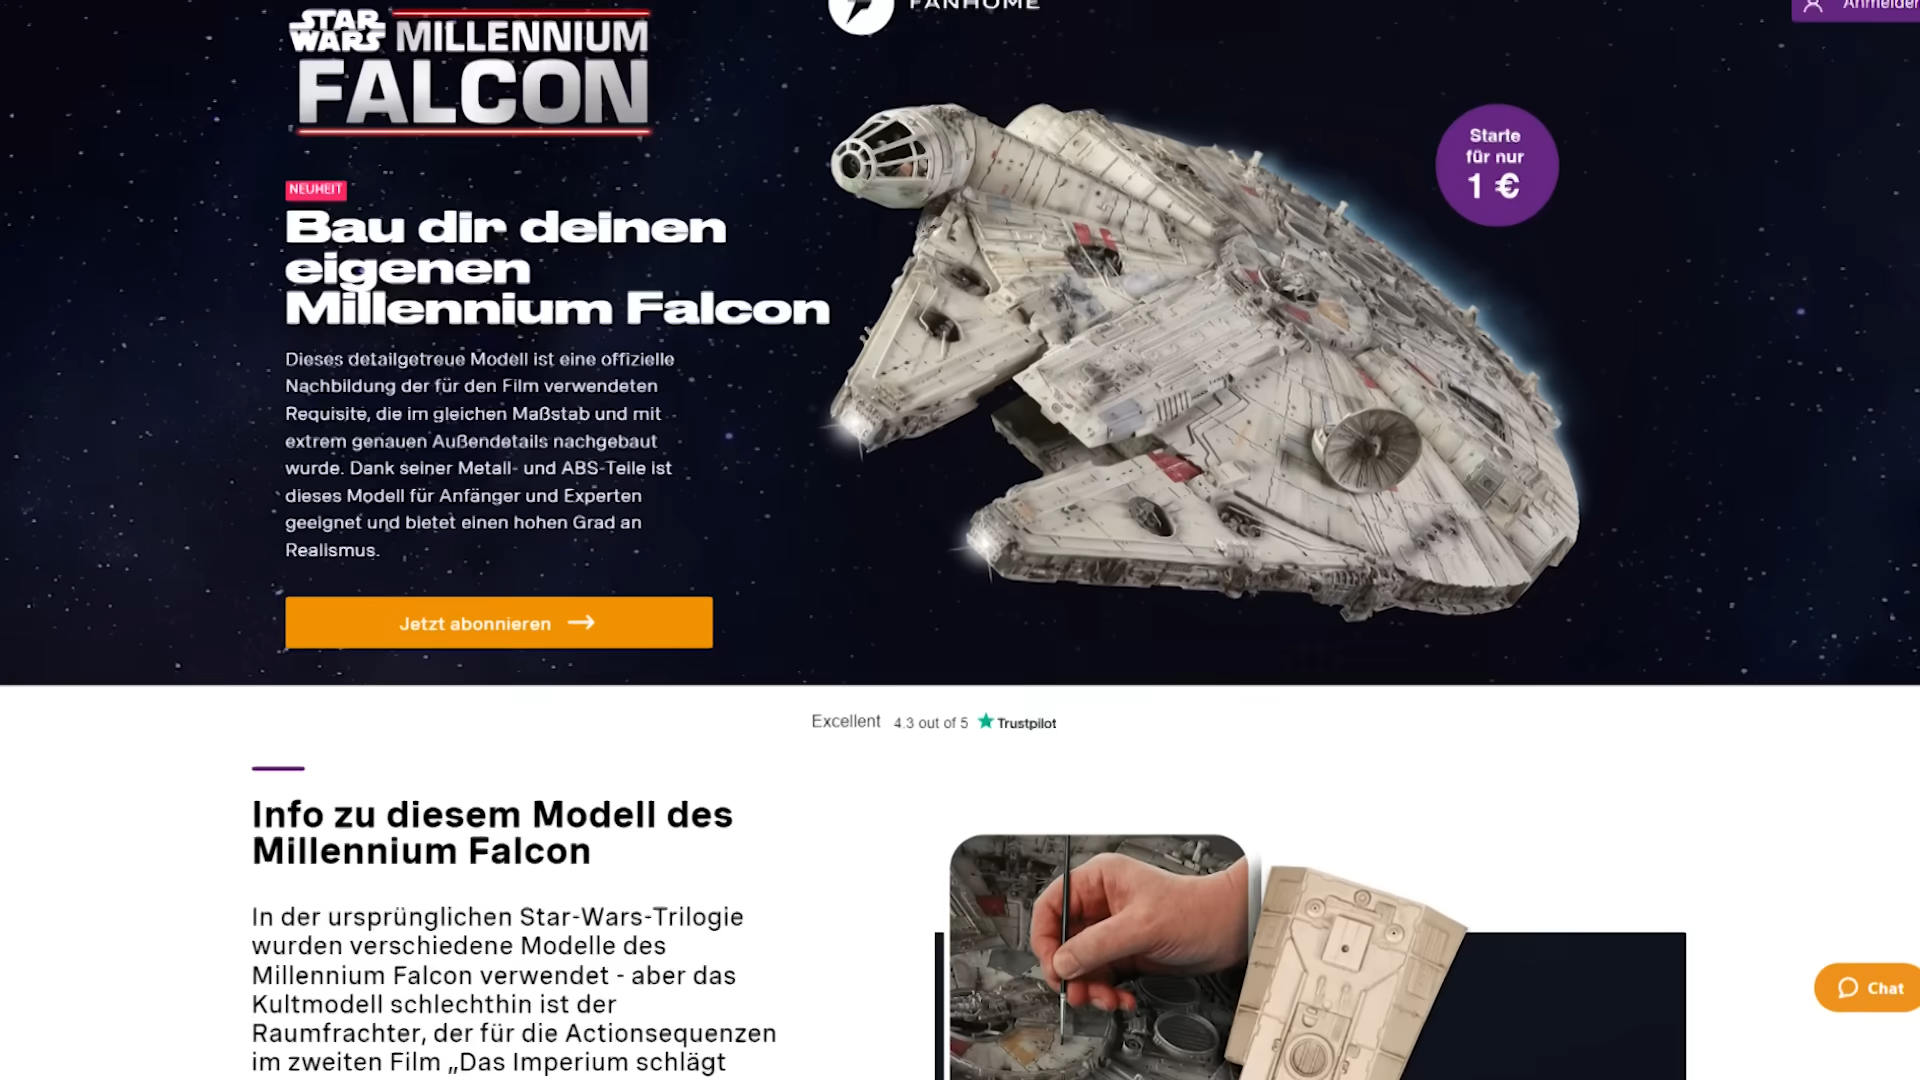 STAR WARS MILLENNIUM
FALCON
FANHOME
Anmelden
Starte
für nur
1 €
NEUHEIT
Bau dir deinen
eigenen
Millennium Falcon
Dieses detailgetreue Modell ist eine offizielle
Nachbildung der für den Film verwendeten
Requisite, die im gleichen Maßstab und mit
extrem genauen Außendetails nachgebaut
wurde. Dank seiner Metall- und ABS-Teile ist
dieses Modell für Anfänger und Experten
geeignet und bietet einen hohen Grad an
Realismus.
Jetzt abonnieren →
Excellent 4.3 out of 5 Trustpilot
Info zu diesem Modell des
Millennium Falcon
In der ursprünglichen Star-Wars-Trilogie
wurden verschiedene Modelle des
Millennium Falcon verwendet - aber das
Kultmodell schlechthin ist der
Raumfrachter, der für die Actionsequenzen
im zweiten Film „Das Imperium schlägt
Chat